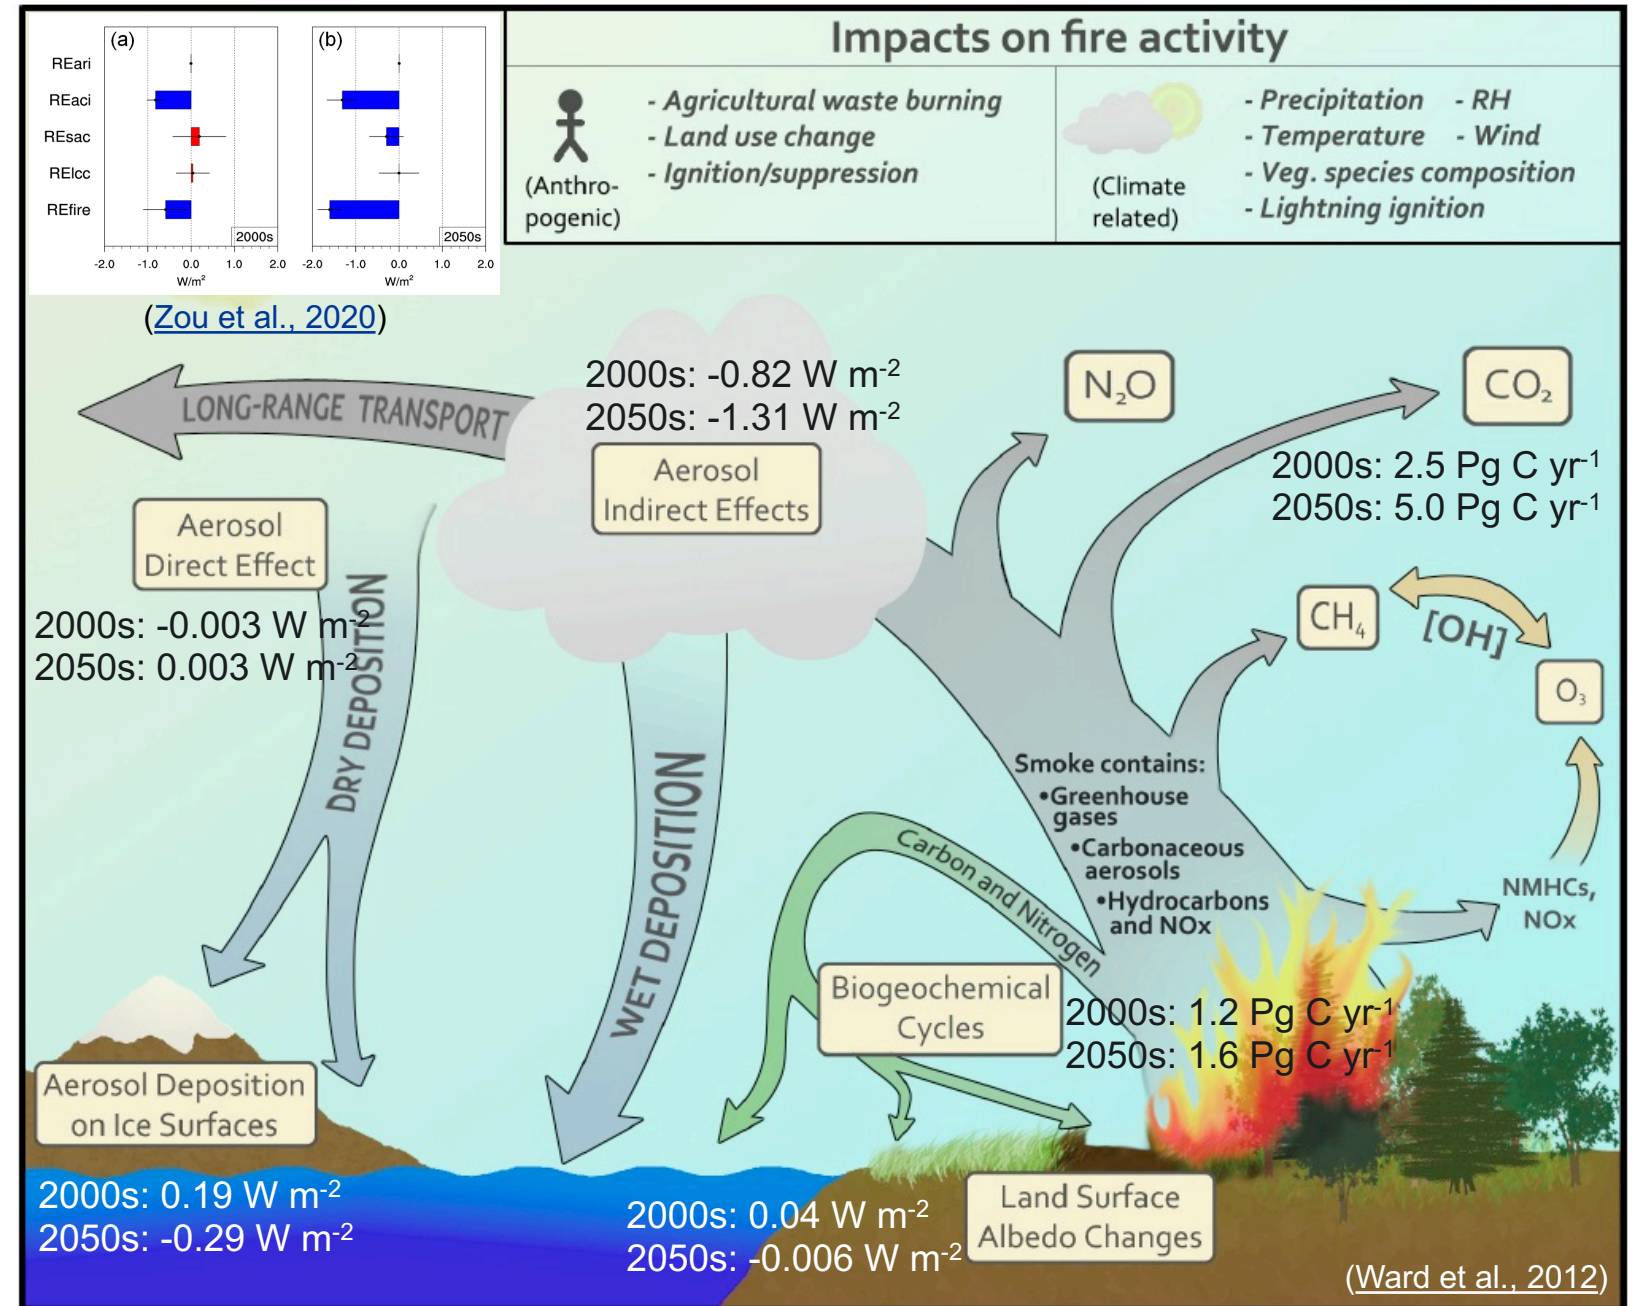 (a)
(b)
REari
REaci
REsac
RElcc
REfire
2000s
2050s
-2.0 -1.0 0.0 1.0 2.0
-2.0 -1.0 0.0 1.0 2.0
W/m²
W/m²
(Zou et al., 2020)
Impacts on fire activity
(Anthro-
pogenic)
- Agricultural waste burning
- Land use change
- Ignition/suppression
(Climate
related)
- Precipitation - RH
- Temperature - Wind
- Veg. species composition
- Lightning ignition
LONG-RANGE TRANSPORT
2000s: -0.82 W m-2
2050s: -1.31 W m-2
Aerosol
Indirect Effects
N₂O
CO₂
2000s: 2.5 Pg C yr-1
2050s: 5.0 Pg C yr-1
Aerosol
Direct Effect
2000s: -0.003 W m-2
2050s: 0.003 W m-2
DRY DEPOSITION
CH₄
[OH]
O₃
WET DEPOSITION
Smoke contains:
•Greenhouse
gases
•Carbonaceous
aerosols
•Hydrocarbons
and NOx
NMHCs,
NOx
Carbon and Nitrogen
Biogeochemical
Cycles
2000s: 1.2 Pg C yr-1
2050s: 1.6 Pg C yr-1
Aerosol Deposition
on Ice Surfaces
2000s: 0.19 W m-2
2050s: -0.29 W m-2
2000s: 0.04 W m-2
2050s: -0.006 W m-2
Land Surface
Albedo Changes
(Ward et al., 2012)